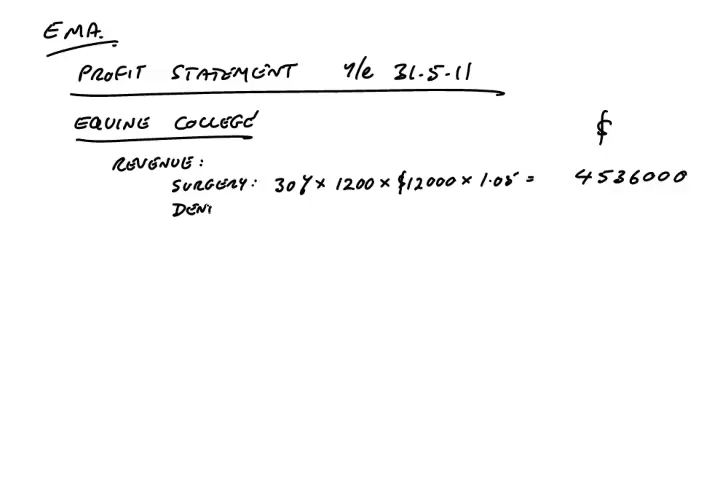 EMA.
PROFIT STATEMENT Y/e 31.5.11
EQUINE COLLEGE
$
REVENUE:
SURGERY: 30% × 1200 × $12000 × 1.05 = 4536000
DENT